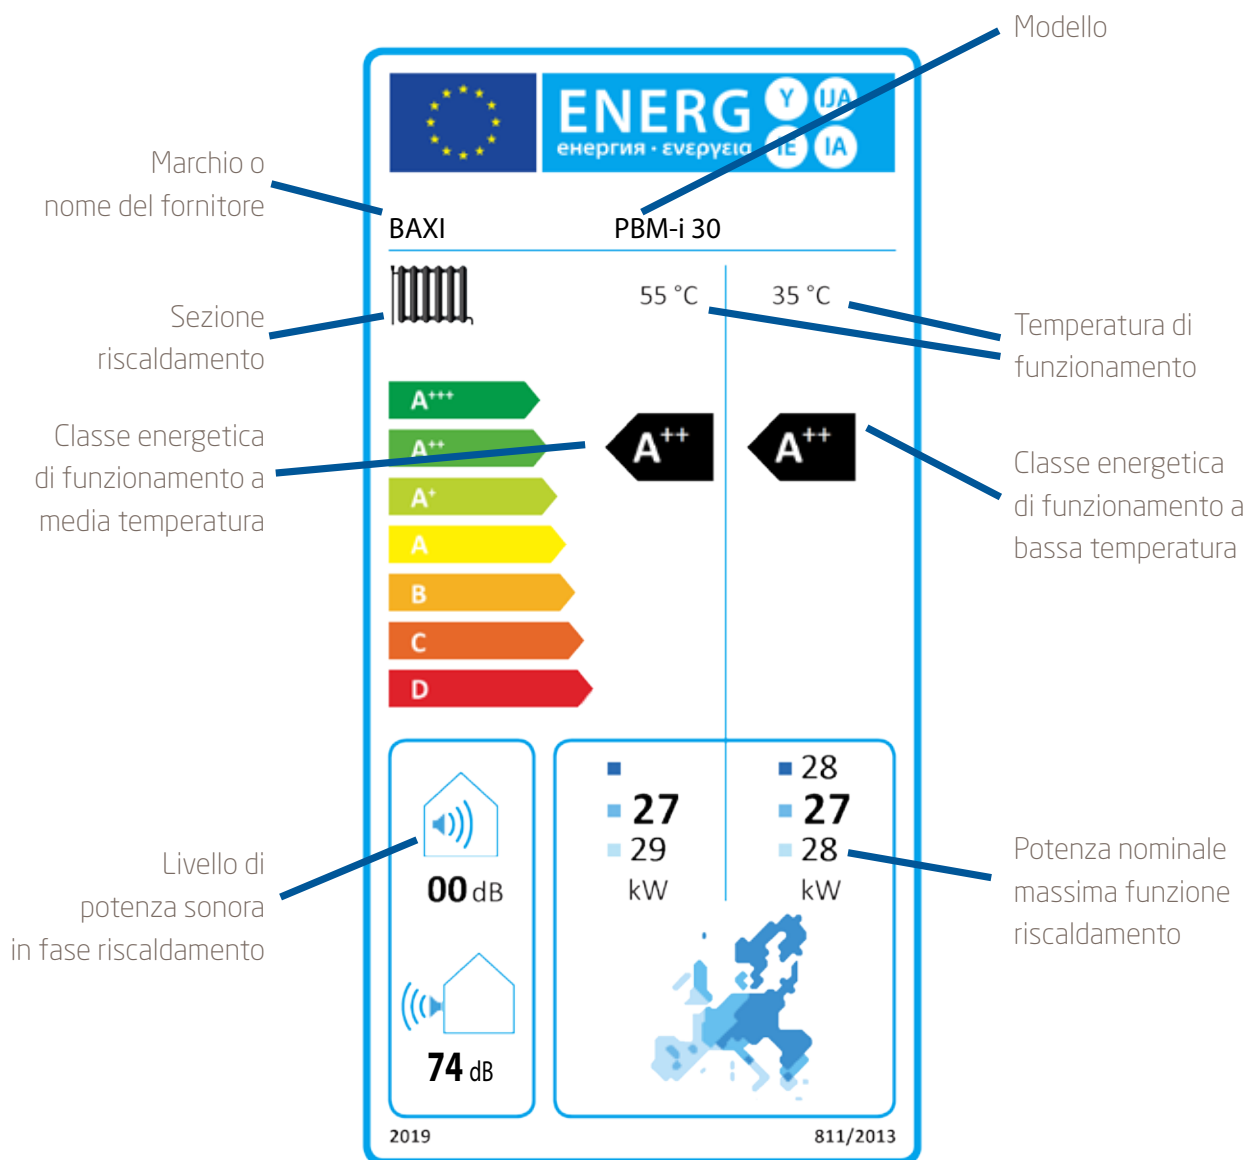 Modello
ENERG
Y
IJA
IE
IA
енергия · ενεργεια
Marchio o
nome del fornitore
BAXI
PBM-i 30
55 °C
35 °C
Sezione
riscaldamento
Temperatura di
funzionamento
A+++
A++
A+
A
B
C
D
A++
A++
Classe energetica
di funzionamento a
media temperatura
Classe energetica
di funzionamento a
bassa temperatura
Livello di
potenza sonora
in fase riscaldamento
00 dB
74 dB
27
29
kW
28
27
28
kW
Potenza nominale
massima funzione
riscaldamento
2019
811/2013